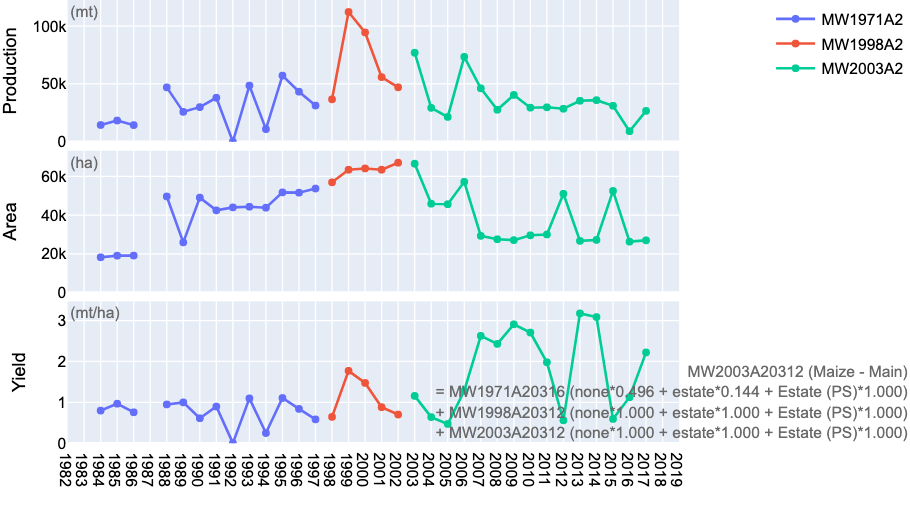 (mt)
Production
100k
50k
0
MW1971A2
MW1998A2
MW2003A2
(ha)
Area
60k
40k
20k
0
(mt/ha)
Yield
3
2
1
0
MW2003A20312 (Maize - Main)
= MW1971A20316 (none*0.496 + estate*0.144 + Estate (PS)*1.000)
+ MW1998A20312 (none*1.000 + estate*1.000 + Estate (PS)*1.000)
+ MW2003A20312 (none*1.000 + estate*1.000 + Estate (PS)*1.000)
1982
1983
1984
1985
1986
1987
1988
1989
1990
1991
1992
1993
1994
1995
1996
1997
1998
1999
2000
2001
2002
2003
2004
2005
2006
2007
2008
2009
2010
2011
2012
2013
2014
2015
2016
2017
2018
2019